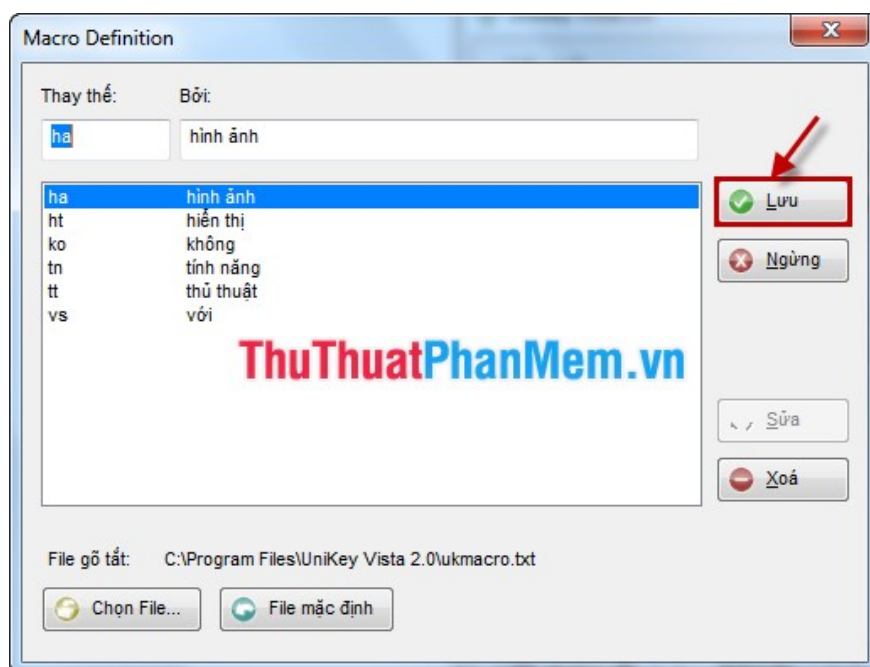 Macro Definition
Thay thế: Bởi:
ha hình ảnh
ha hình ảnh
ht hiển thị
ko không
tn tính năng
tt thủ thuật
vs với
Lưu
Ngừng
ThuThuatPhanMem.vn
Sửa
Xoá
File gõ tắt: C:\Program Files\UniKey Vista 2.0\ukmacro.txt
Chọn File... File mặc định